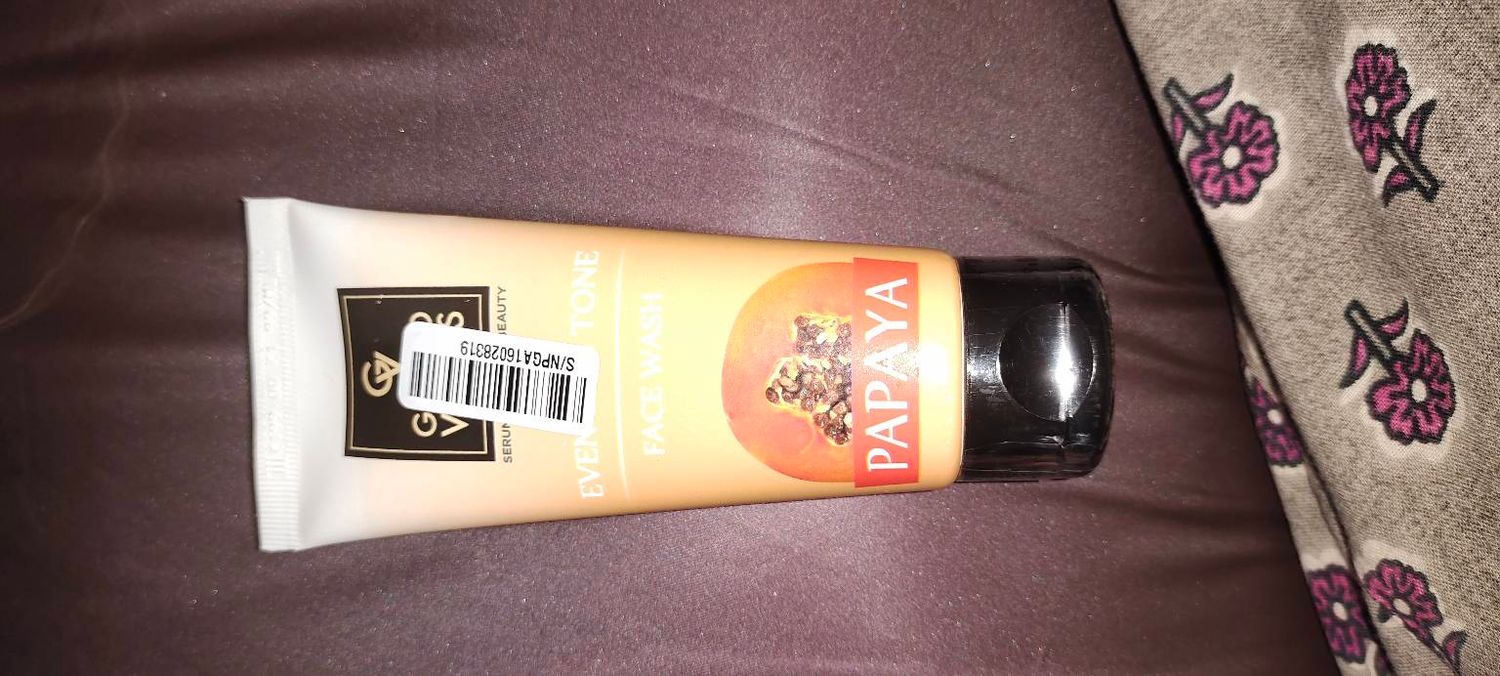 G
V S
SERUM BEAUTY
EVEN TONE
FACE WASH
PAPAYA
S/NPGA16028319